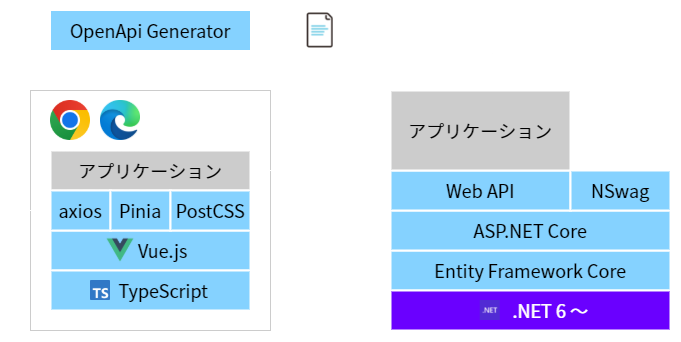 OpenApi Generator
アプリケーション
axios
Pinia
PostCSS
Vue.js
TS
TypeScript
アプリケーション
Web API
NSwag
ASP.NET Core
Entity Framework Core
.NET
.NET 6～